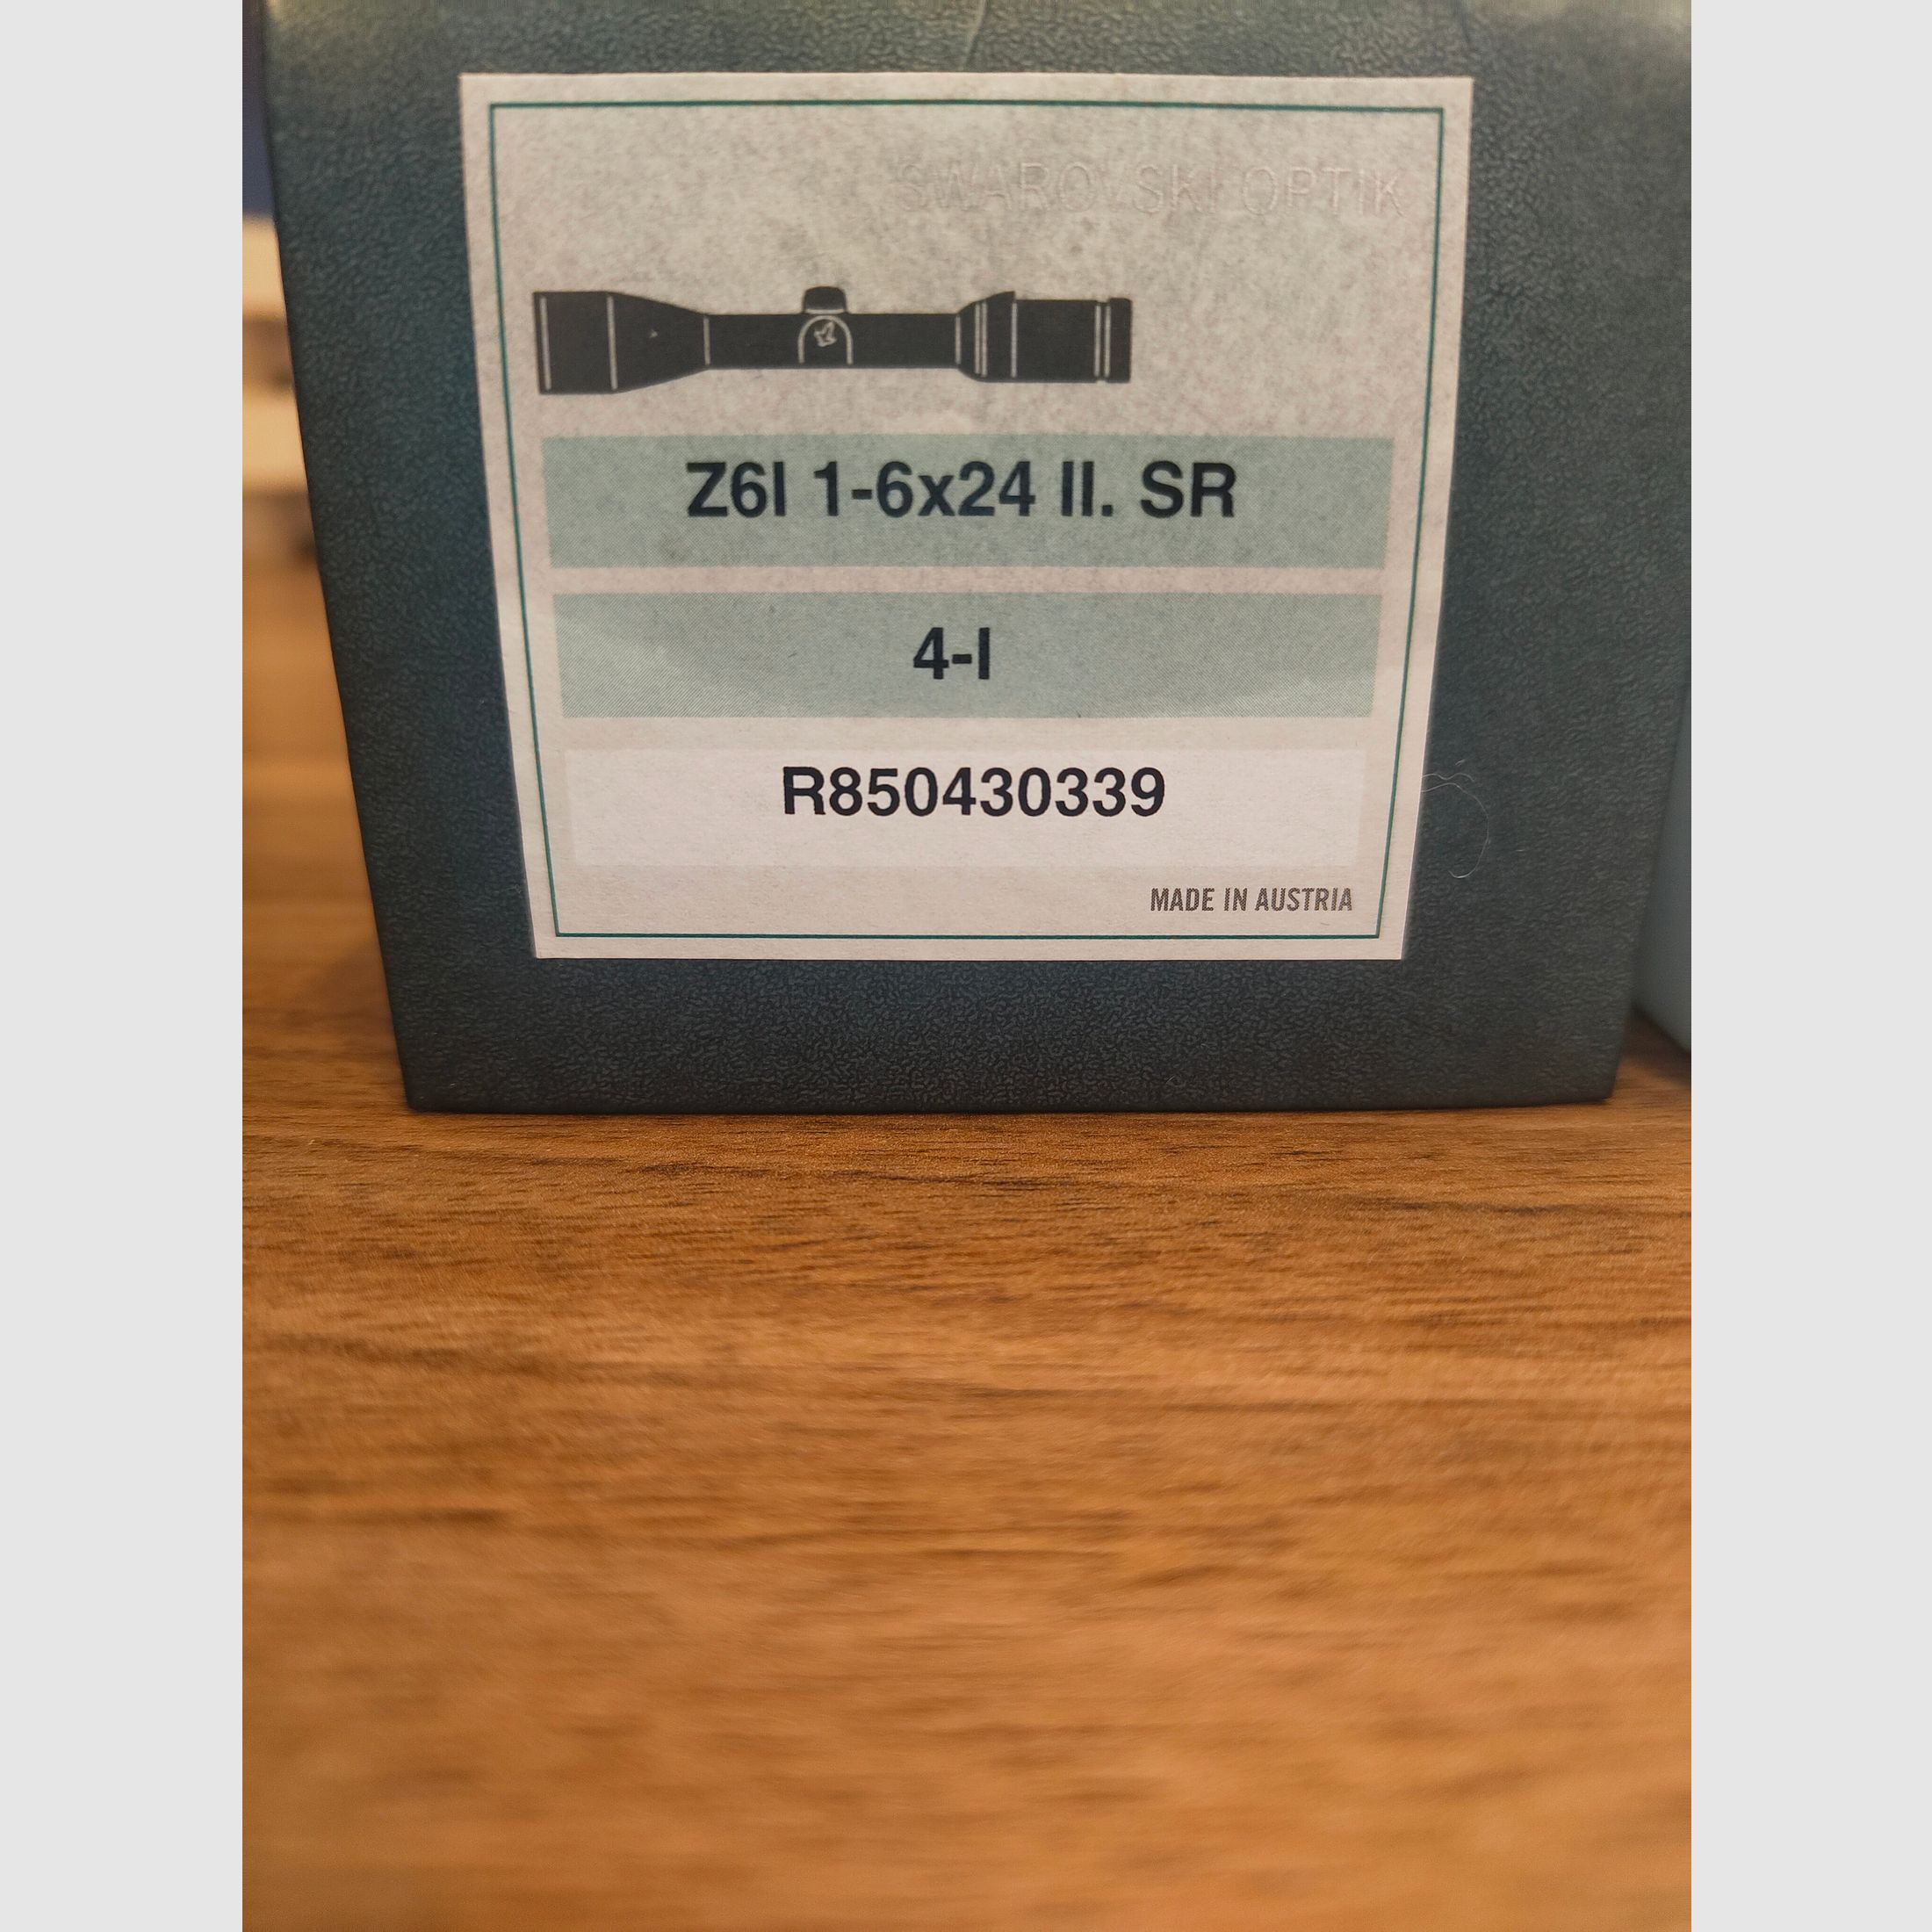 SWAROVSKI OPTIK
Z6I 1-6x24 II. SR
4-I
R850430339
MADE IN AUSTRIA